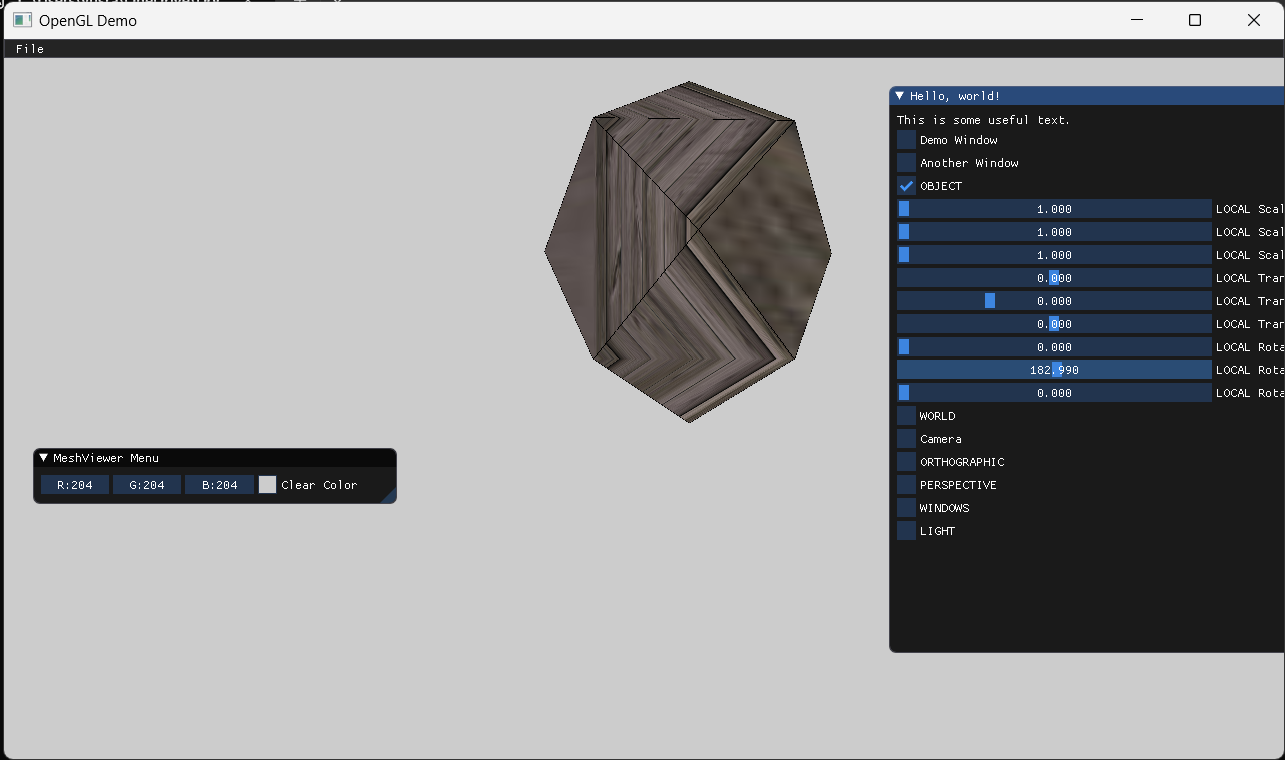 OpenGL Demo
File
Hello, world!
This is some useful text.
Demo Window
Another Window
OBJECT
1.000 LOCAL Scal
1.000 LOCAL Scal
1.000 LOCAL Scal
0.000 LOCAL Tran
0.000 LOCAL Tran
0.000 LOCAL Tran
0.000 LOCAL Rota
182.990 LOCAL Rota
0.000 LOCAL Rota
WORLD
Camera
ORTHOGRAPHIC
PERSPECTIVE
WINDOWS
LIGHT
MeshViewer Menu
R:204 G:204 B:204 Clear Color